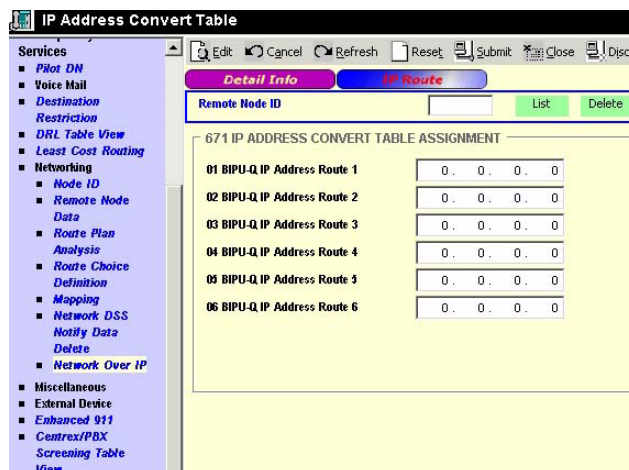 IP Address Convert Table
Services
Pilot DN
Voice Mail
Destination
Restriction
DRL Table View
Least Cost Routing
Networking
Node ID
Remote Node
Data
Route Plan
Analysis
Route Choice
Definition
Mapping
Network DSS
Notify Data
Delete
Network Over IP
Miscellaneous
External Device
Enhanced 911
Centrex/PBX
Screening Table
View
Edit Cancel Refresh Reset Submit Close Disc
Detail Info IP Route
Remote Node ID List Delete
671 IP ADDRESS CONVERT TABLE ASSIGNMENT
01 BIPU-Q IP Address Route 1 0. 0. 0. 0
02 BIPU-Q IP Address Route 2 0. 0. 0. 0
03 BIPU-Q IP Address Route 3 0. 0. 0. 0
04 BIPU-Q IP Address Route 4 0. 0. 0. 0
05 BIPU-Q IP Address Route 5 0. 0. 0. 0
06 BIPU-Q IP Address Route 6 0. 0. 0. 0